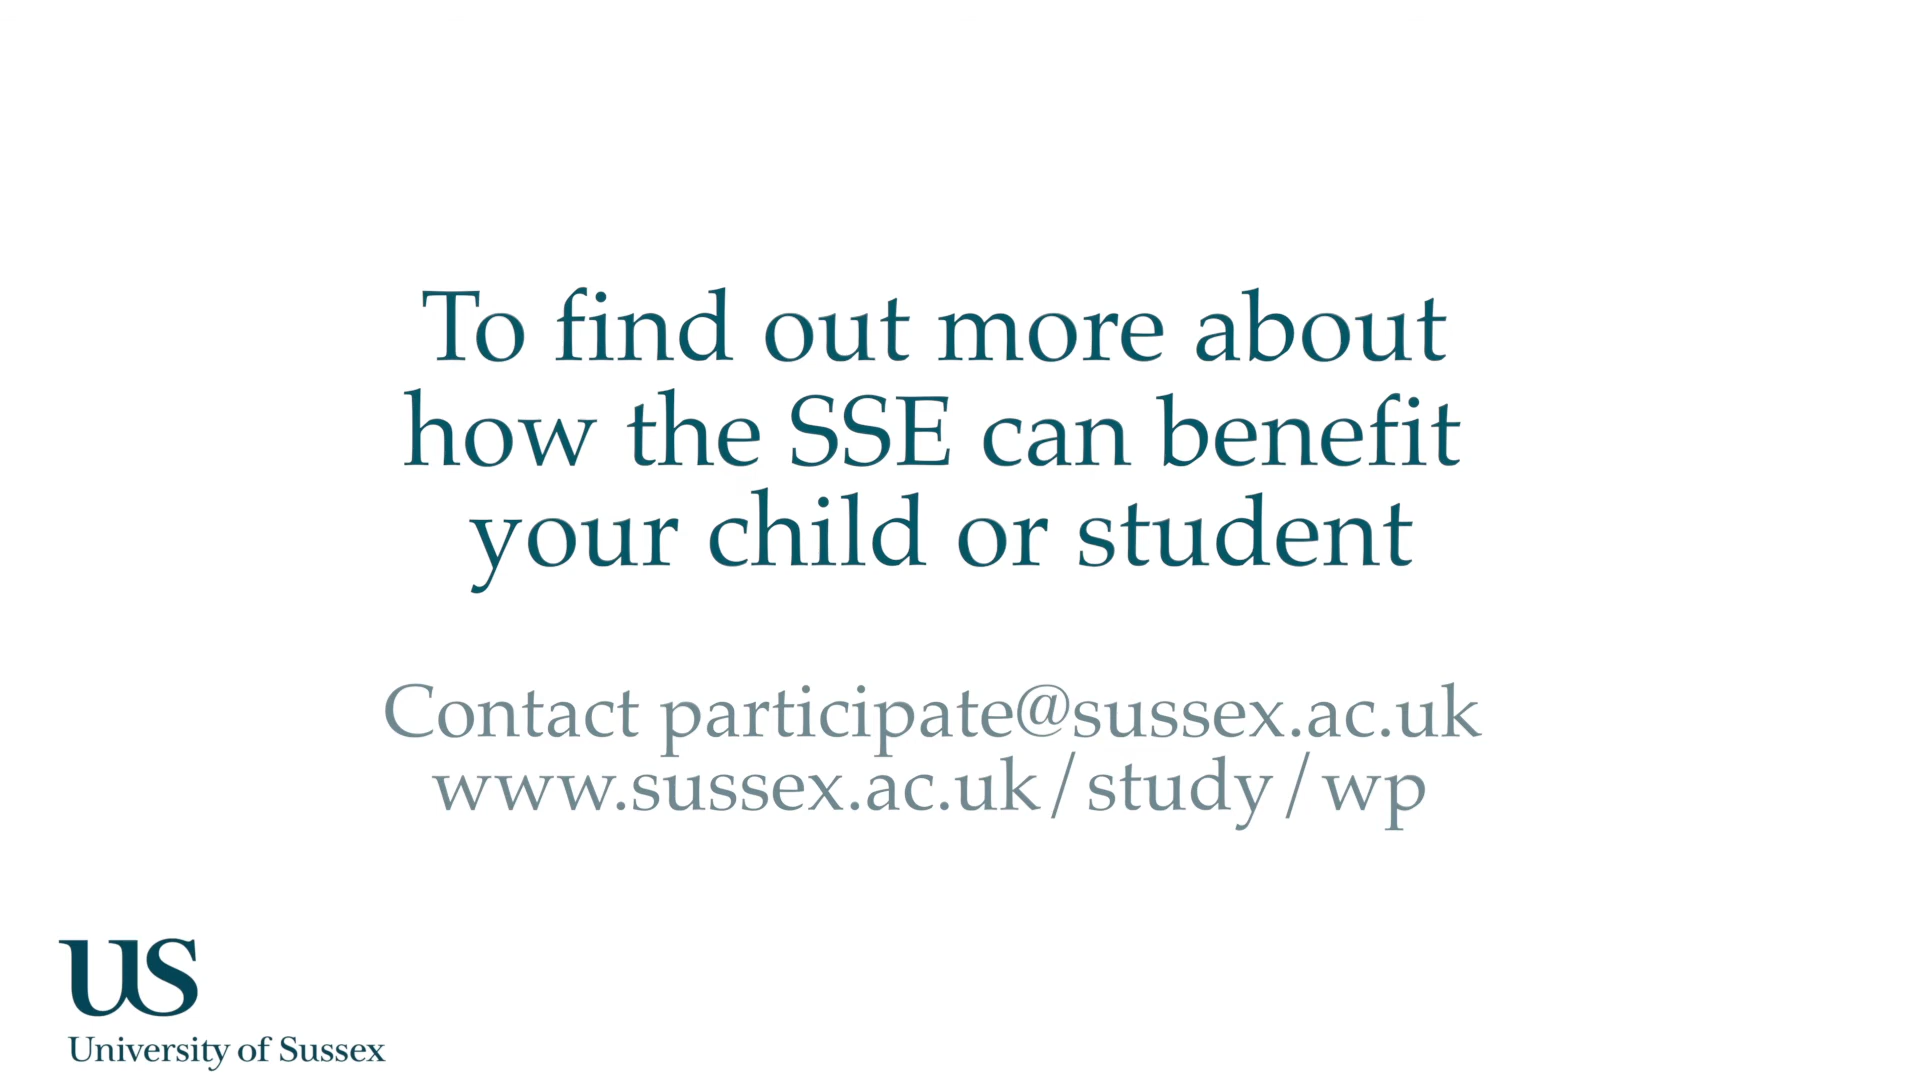 To find out more about
how the SSE can benefit
your child or student
Contact participate@sussex.ac.uk
www.sussex.ac.uk/study/wp
US
University of Sussex